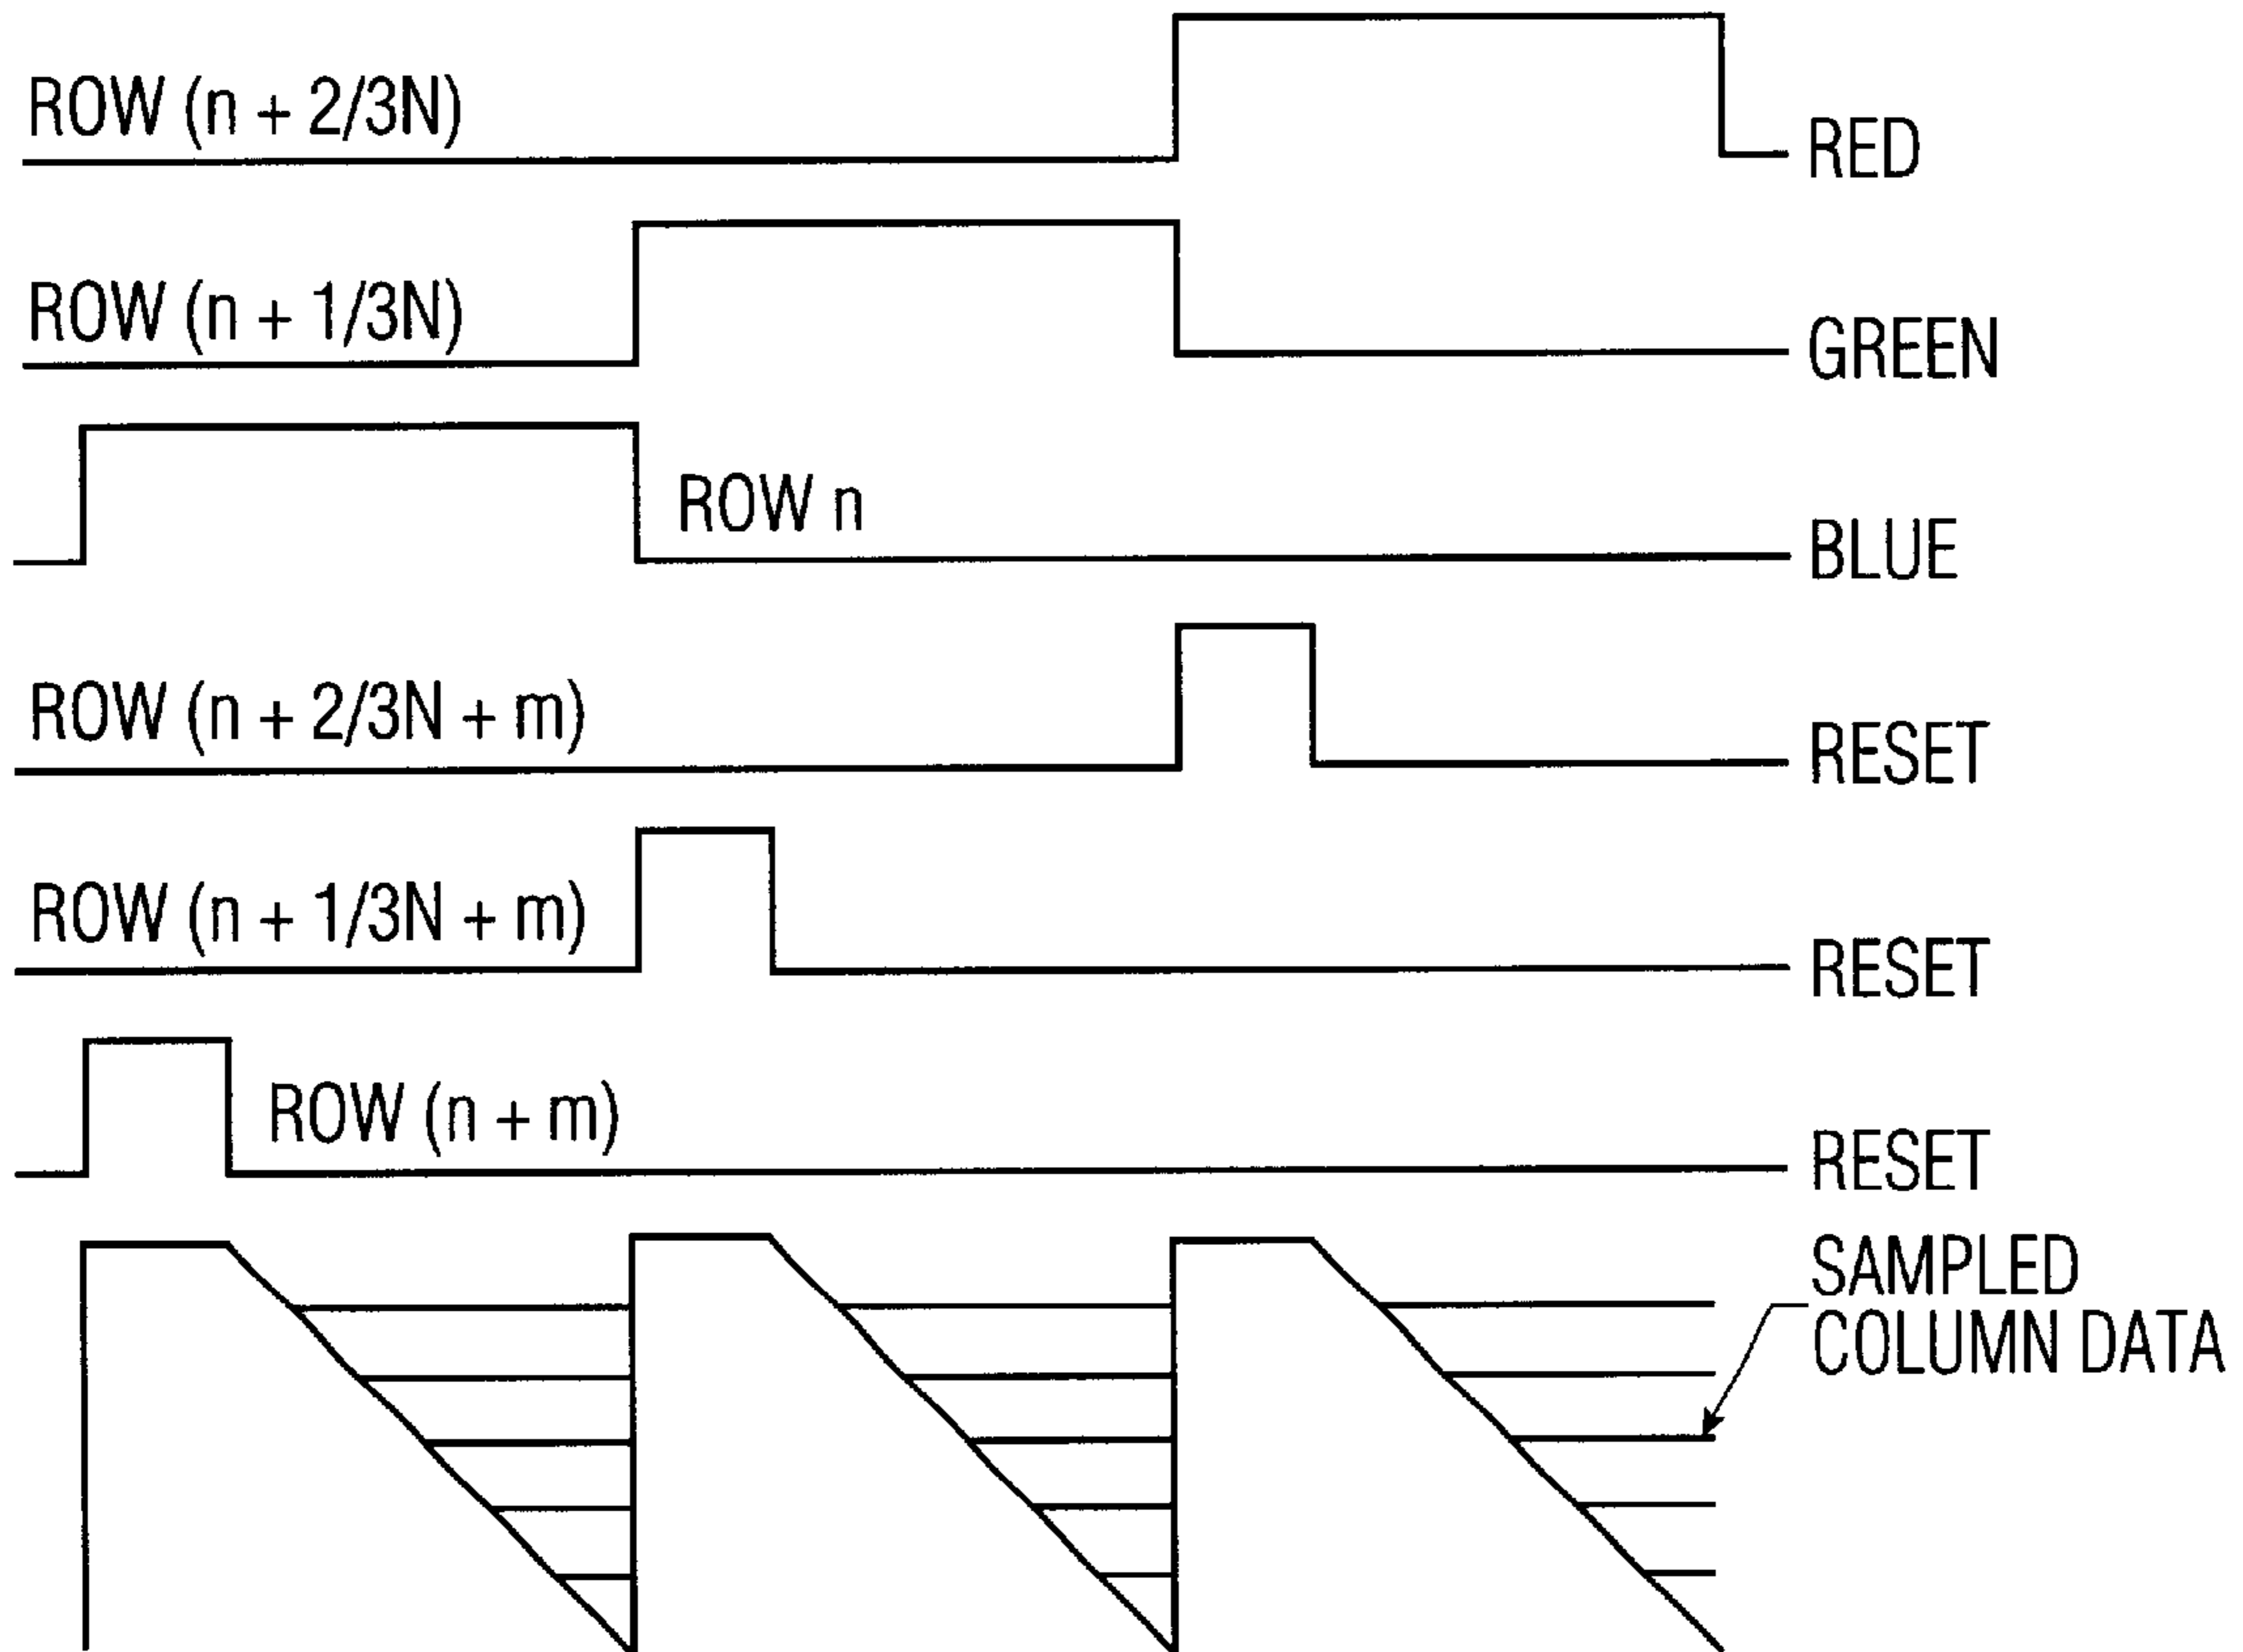 ROW (n + 2/3N)
RED
ROW (n + 1/3N)
GREEN
ROW n
BLUE
ROW (n + 2/3N + m)
RESET
ROW (n + 1/3N + m)
RESET
ROW (n + m)
RESET
SAMPLED
COLUMN DATA